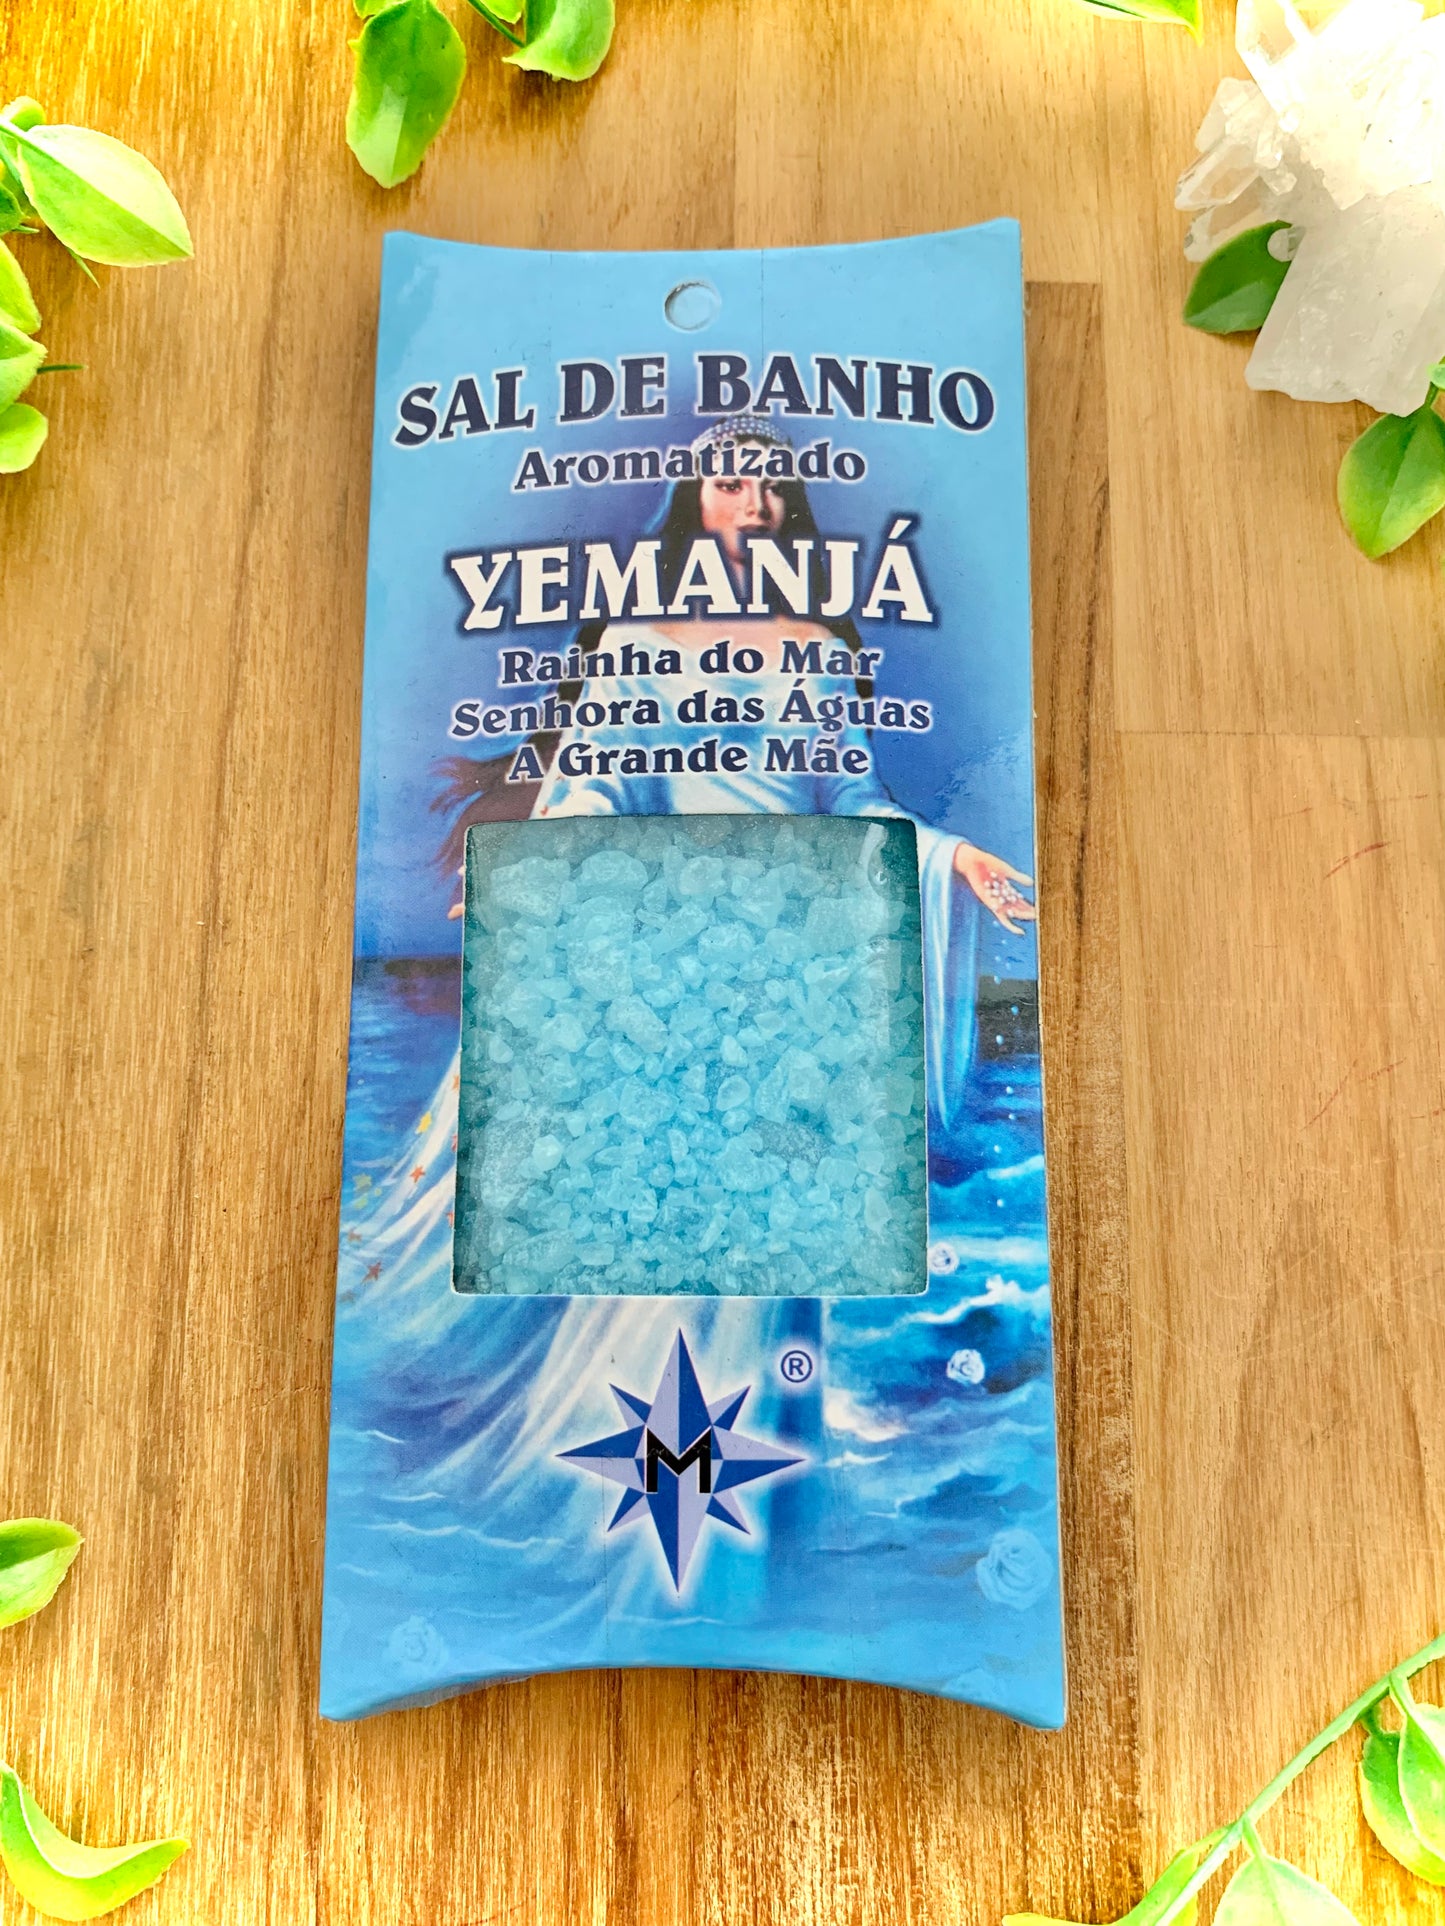 SAL DE BANHO
Aromatizado
YEMANJÁ
Rainha do Mar
Senhora das Águas
A Grande Mãe
®
M